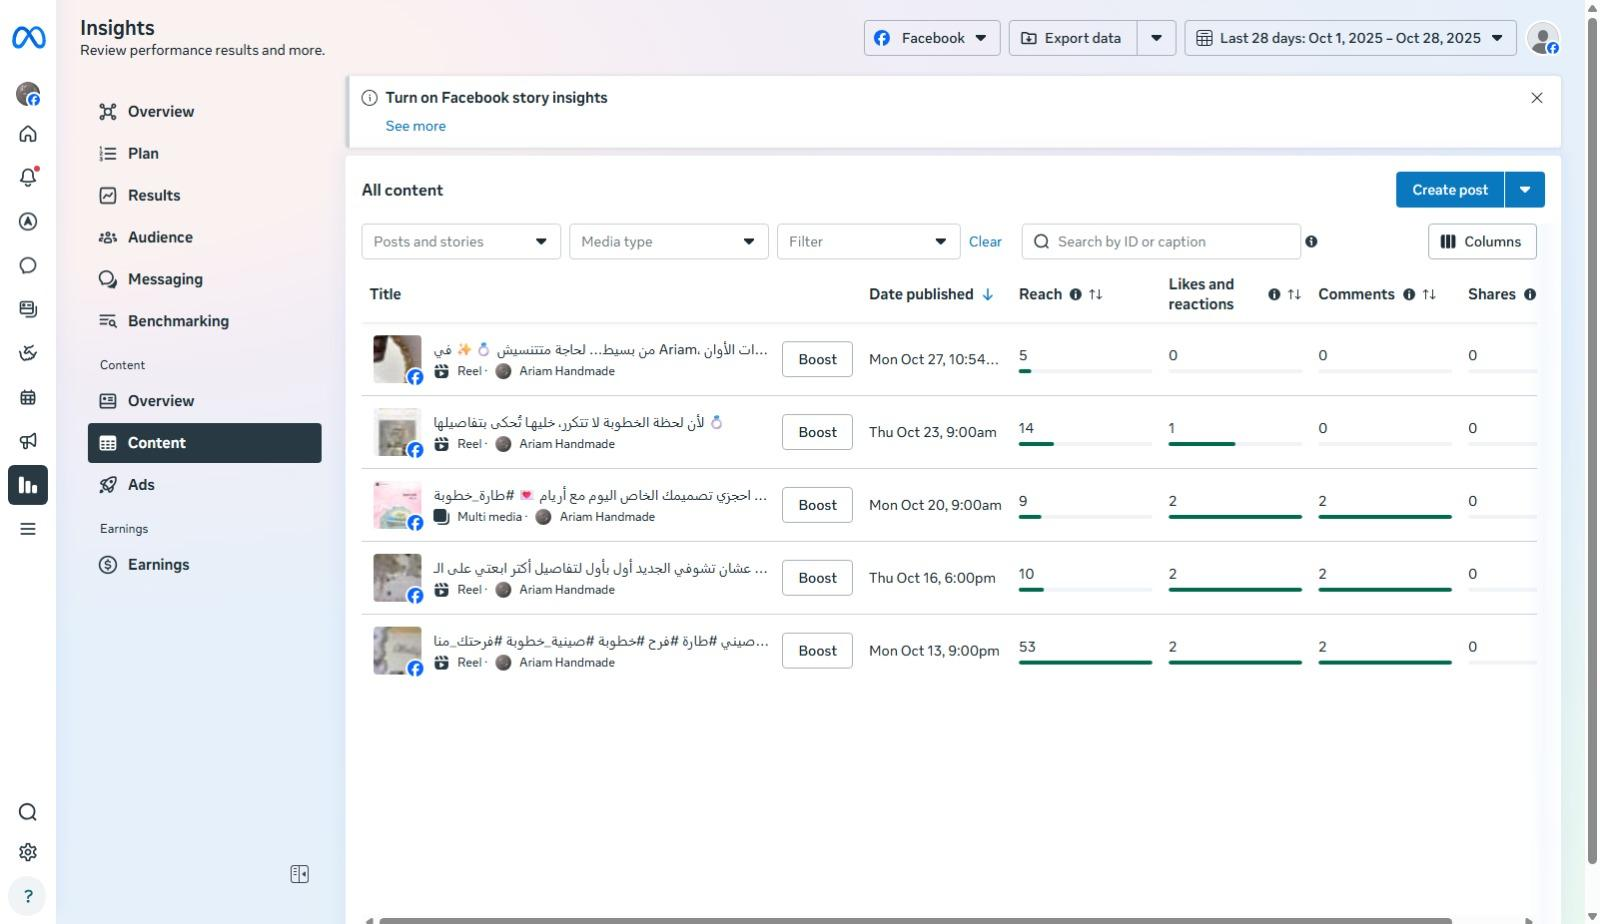 Insights
Review performance results and more.
Facebook
Export data
Last 28 days: Oct 1, 2025 – Oct 28, 2025
Overview
Plan
Results
Audience
Messaging
Benchmarking
Content
Overview
Content
Ads
Earnings
Earnings
Turn on Facebook story insights
See more
All content
Create post
Posts and stories
Media type
Filter
Clear
Search by ID or caption
Columns
Title
Date published
Reach
Likes and reactions
Comments
Shares
في ✨ 💍 من بسيط... لحاجة متتنسيش Ariam، ات الأوان...
Reel · Ariam Handmade
Boost
Mon Oct 27, 10:54...
5
0
0
0
لأن لحظة الخطوبة لا تتكرر، خليها تُحكى بتفاصيلها 💍
Reel · Ariam Handmade
Boost
Thu Oct 23, 9:00am
14
1
0
0
احجزي تصميمك الخاص اليوم مع أريام 💌 #طارة_خطوبة ...
Multi media · Ariam Handmade
Boost
Mon Oct 20, 9:00am
9
2
2
0
عشان تشوفي الجديد أول بأول لتفاصيل أكتر ابعتي على الـ ...
Reel · Ariam Handmade
Boost
Thu Oct 16, 6:00pm
10
2
2
0
صيني #طارة #فرح #خطوبة #صينية_خطوبة #فرحتك_منا...
Reel · Ariam Handmade
Boost
Mon Oct 13, 9:00pm
53
2
2
0
?